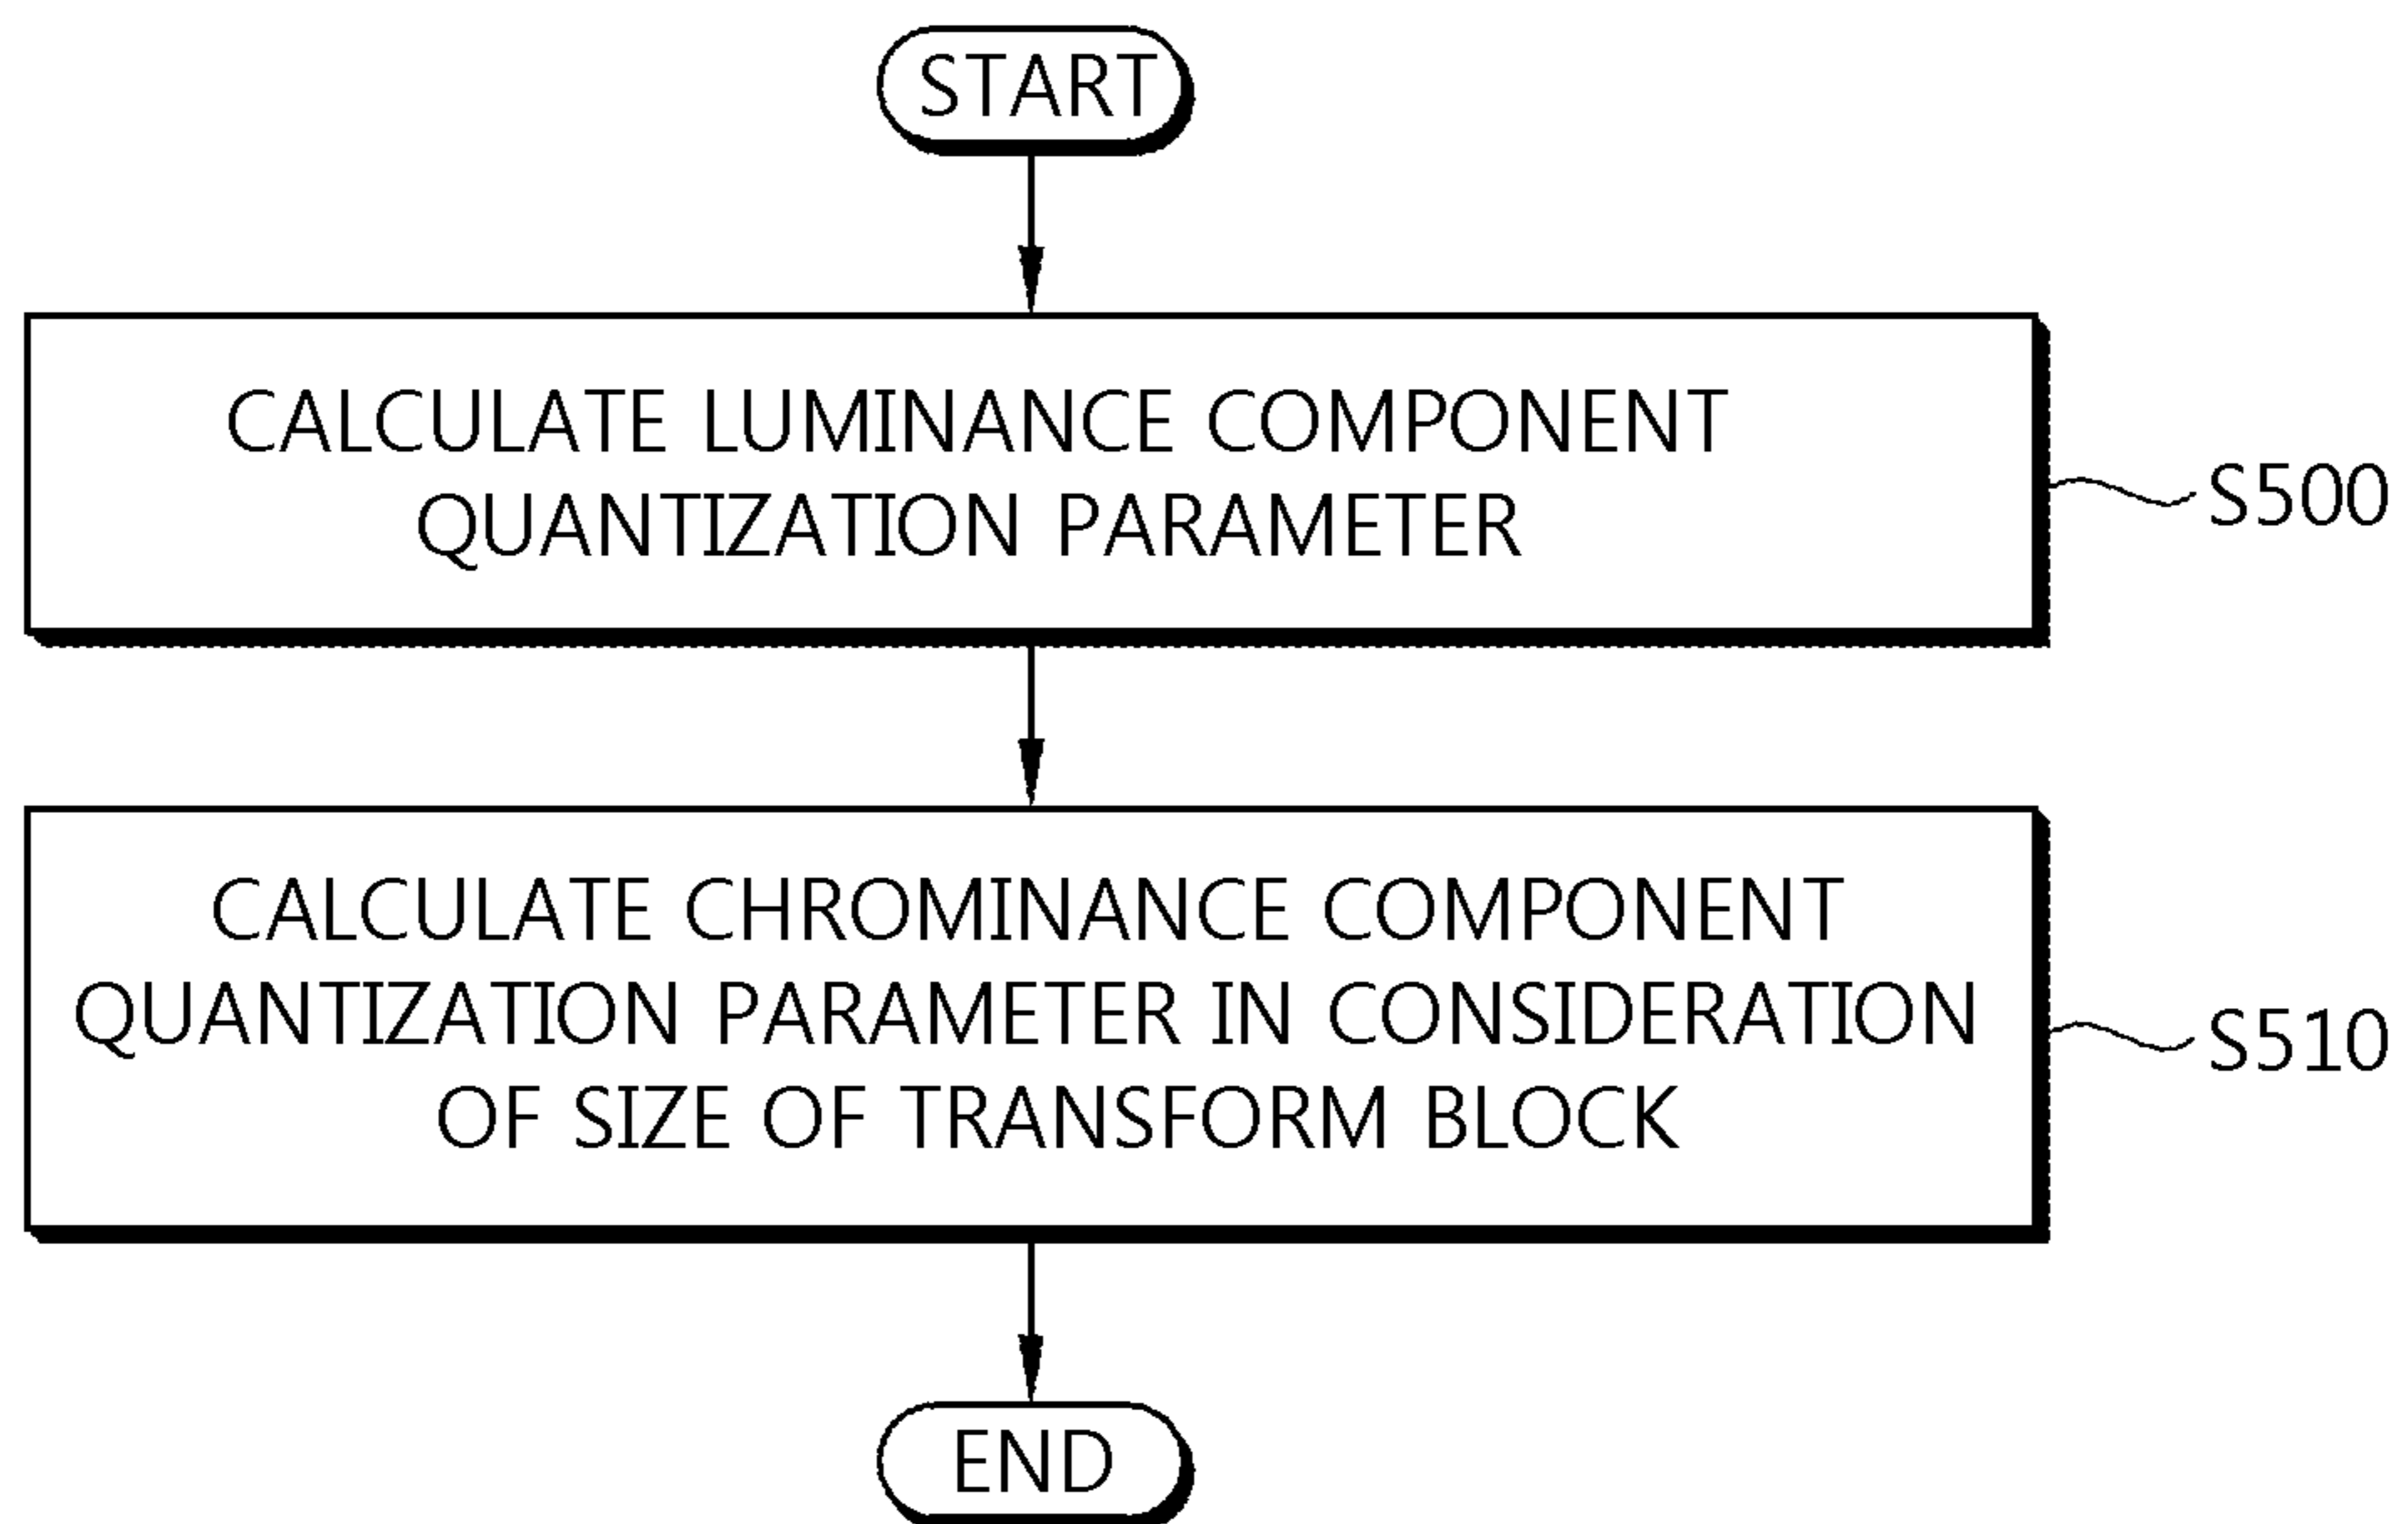 START
CALCULATE LUMINANCE COMPONENT
QUANTIZATION PARAMETER
S500
CALCULATE CHROMINANCE COMPONENT
QUANTIZATION PARAMETER IN CONSIDERATION
OF SIZE OF TRANSFORM BLOCK
S510
END